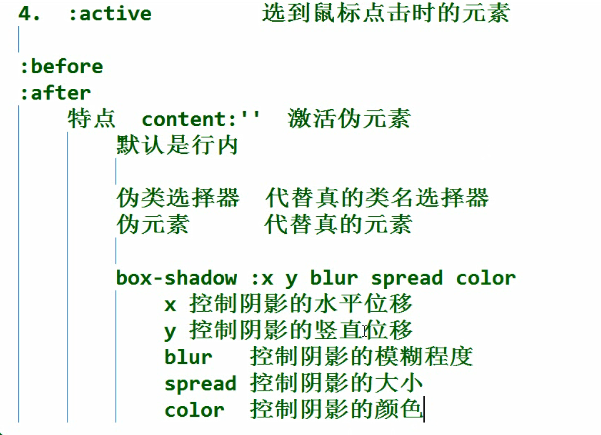 4. :active 选到鼠标点击时的元素
:before
:after
特点 content:'' 激活伪元素
默认是行内
伪类选择器 代替真的类名选择器
伪元素 代替真的元素
box-shadow :x y blur spread color
x 控制阴影的水平位移
y 控制阴影的竖直位移
blur 控制阴影的模糊程度
spread 控制阴影的大小
color 控制阴影的颜色